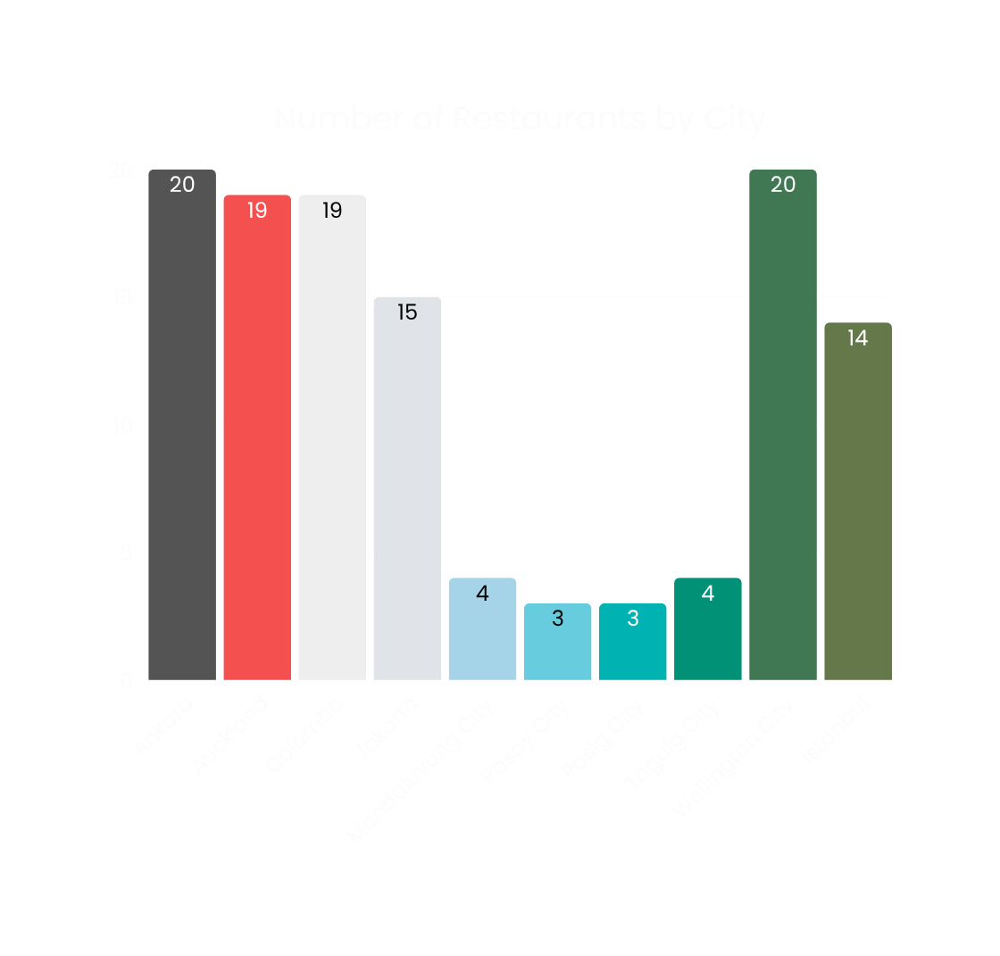 Number of Restaurants by City
20
15
10
5
0
20
19
19
15
4
3
3
4
20
14
Ankara
Auckland
Colombo
Jakarta
Mandaluyong City
Pasay City
Pasig City
Taguig City
Wellington City
İstanbul